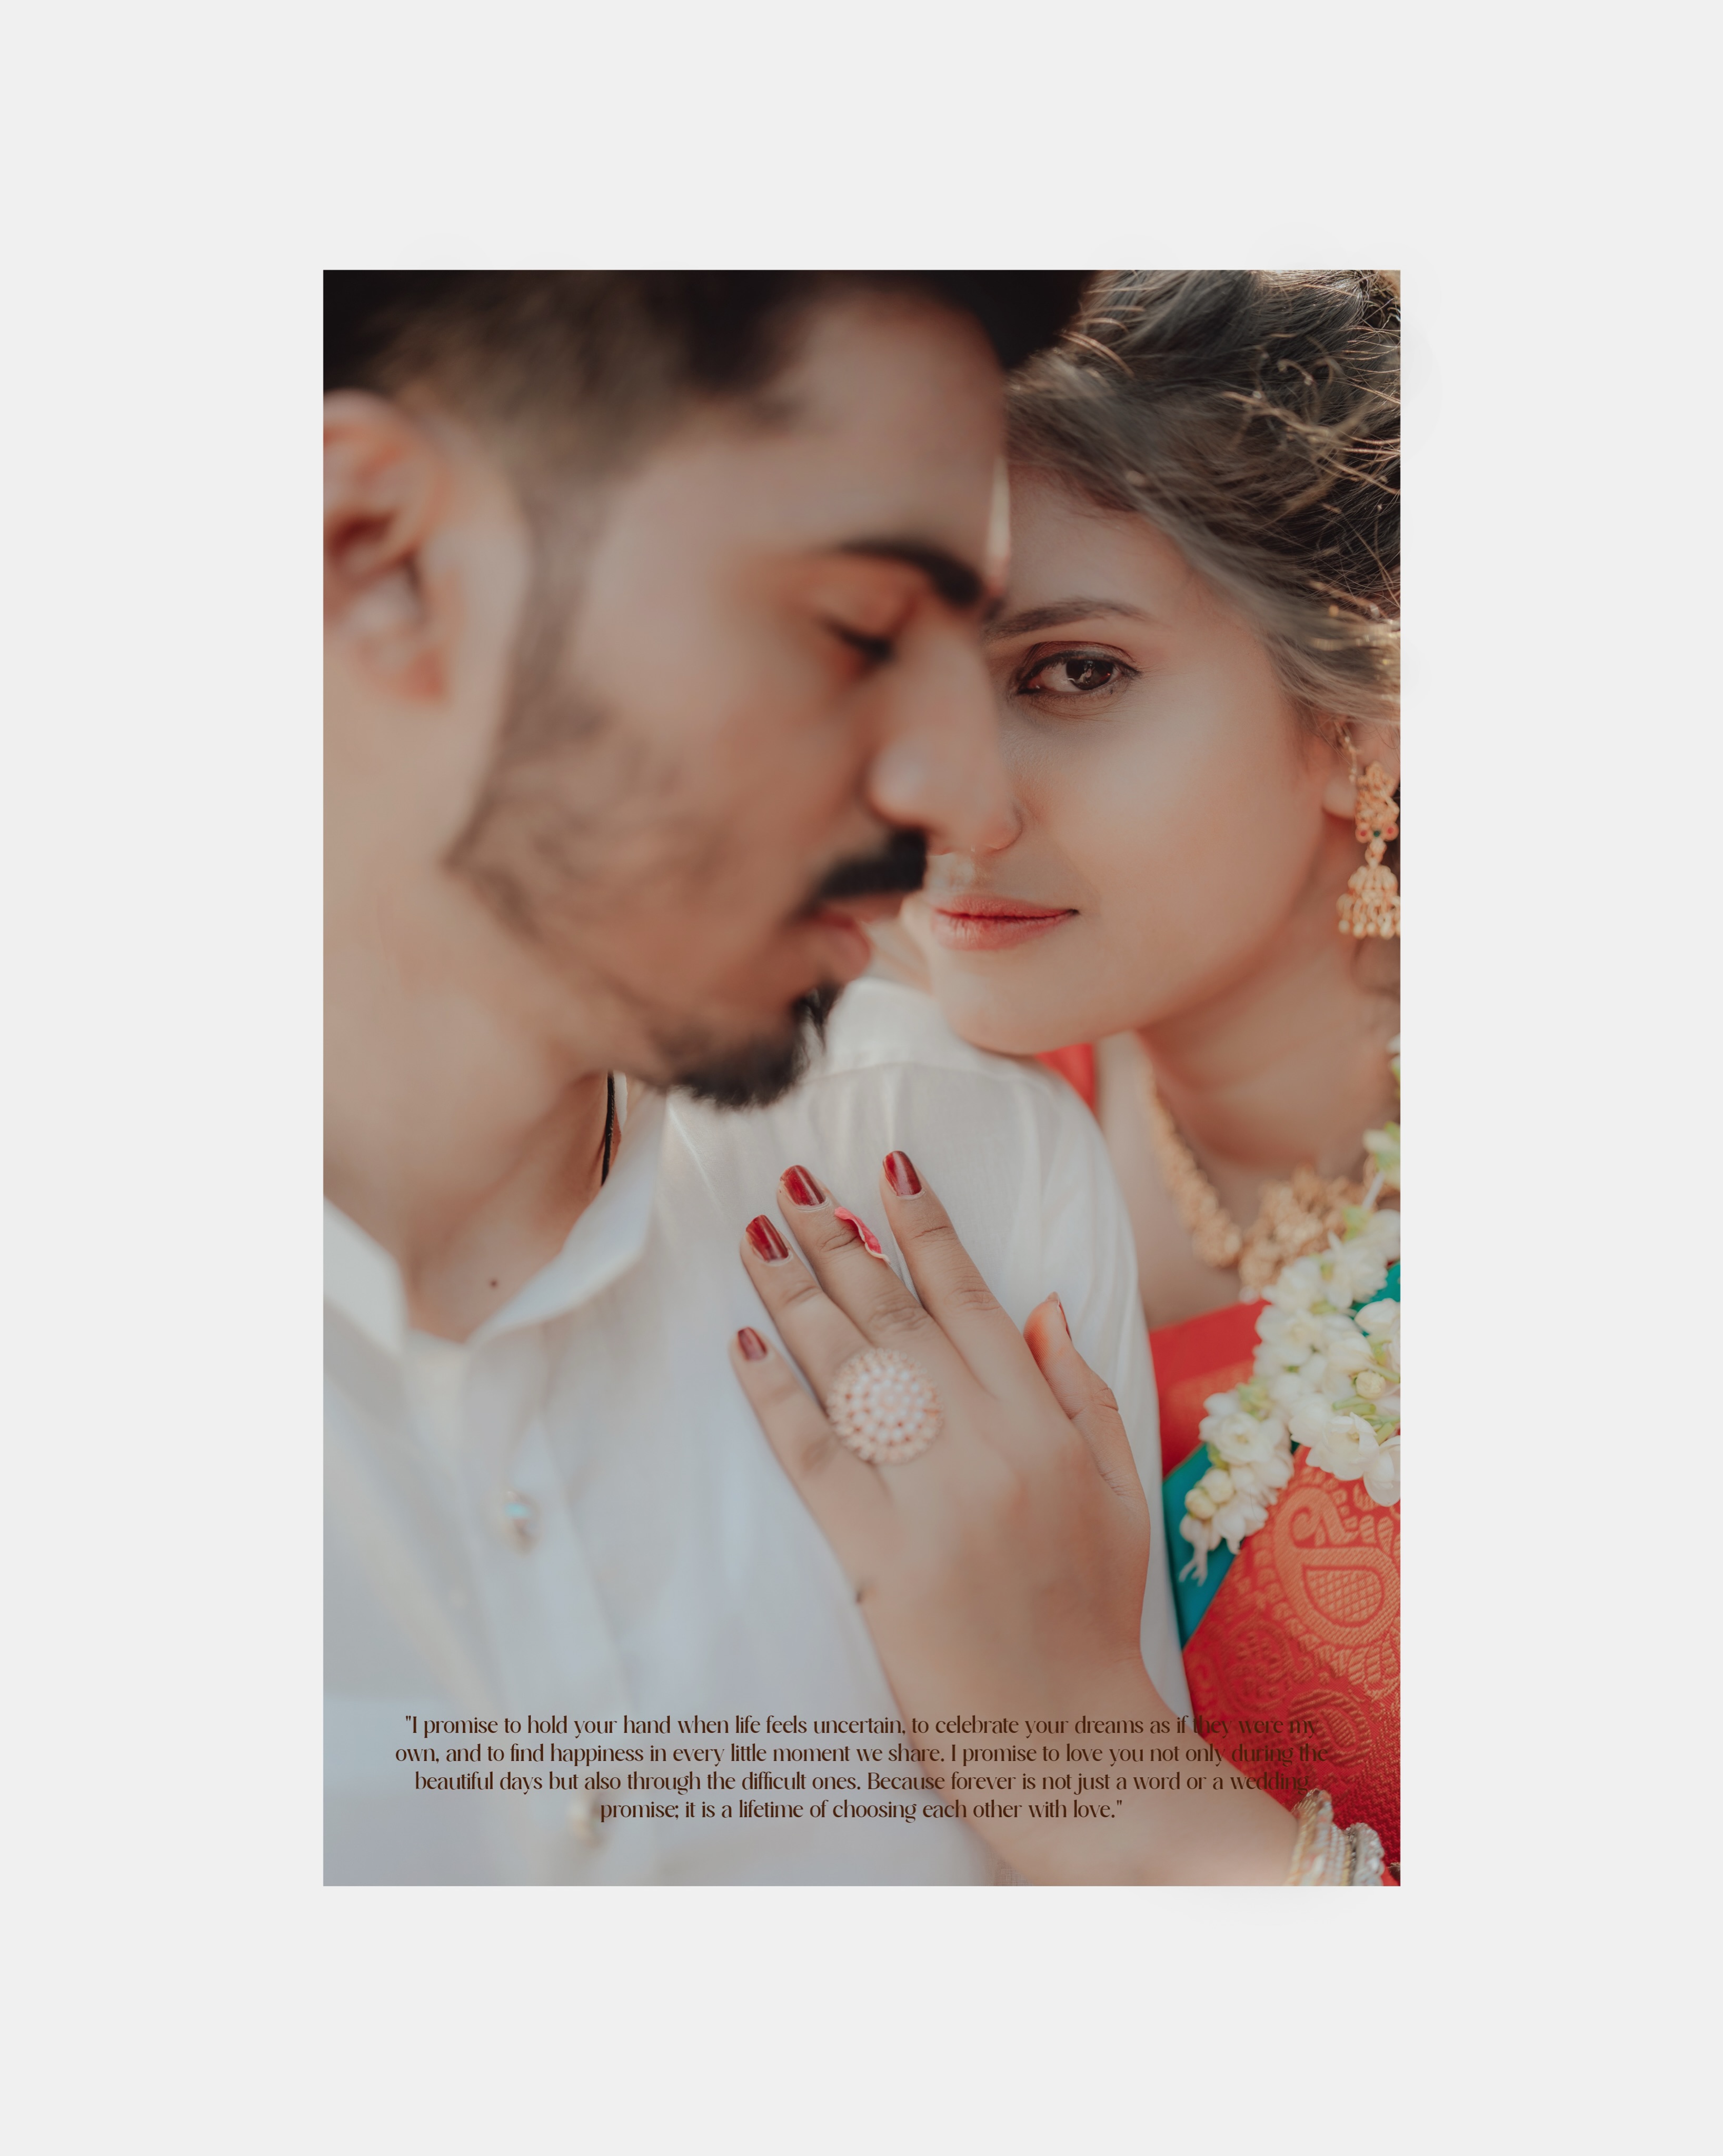 "I promise to hold your hand when life feels uncertain, to celebrate your dreams as if they were my
own, and to find happiness in every little moment we share. I promise to love you not only during the
beautiful days but also through the difficult ones. Because forever is not just a word or a wedding
promise; it is a lifetime of choosing each other with love."